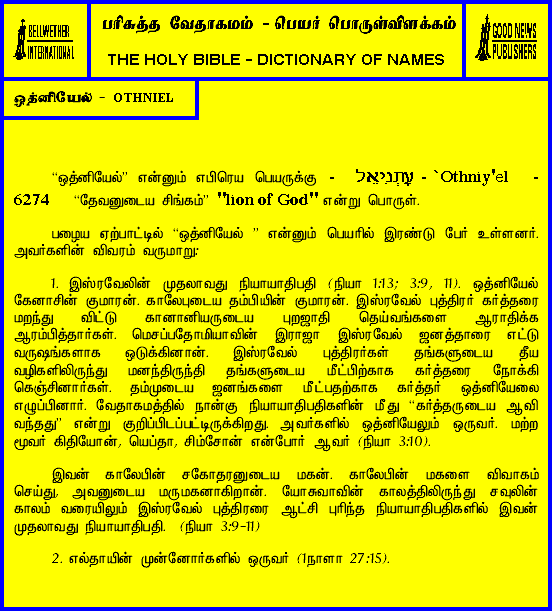 BELLWETHER
INTERNATIONAL
பரிசுத்த வேதாகமம் - பெயர் பொருள்விளக்கம்
THE HOLY BIBLE - DICTIONARY OF NAMES
GOOD NEWS
PUBLISHERS
ஒத்னியேல் - OTHNIEL
“ஒத்னியேல்” என்னும் எபிரெய பெயருக்கு - עָתְנִיאֵל - `Othniy'el -
6274 “தேவனுடைய சிங்கம்” "lion of God" என்று பொருள்.
பழைய ஏற்பாட்டில் “ஒத்னியேல் ” என்னும் பெயரில் இரண்டு பேர் உள்ளனர்.
அவர்களின் விவரம் வருமாறு:
1. இஸ்ரவேலின் முதலாவது நியாயாதிபதி (நியா 1:13; 3:9, 11). ஒத்னியேல்
கேனாசின் குமாரன். காலேபுடைய தம்பியின் குமாரன். இஸ்ரவேல் புத்திரர் கர்த்தரை
மறந்து விட்டு கானானியருடைய புறஜாதி தெய்வங்களை ஆராதிக்க
ஆரம்பித்தார்கள். மெசப்தோமியாவின் இராஜா இஸ்ரவேல் ஜனத்தாரை எட்டு
வருஷங்களாக ஒடுக்கினான். இஸ்ரவேல் புத்திரர்கள் தங்களுடைய தீய
வழிகளிலிருந்து மனந்திருந்தி தங்களுடைய மீட்பிற்காக கர்த்தரை நோக்கி
கெஞ்சினார்கள். தம்முடைய ஜனங்களை மீட்பதற்காக கர்த்தர் ஒத்னியேலை
எழுப்பினார். வேதாகமத்தில் நான்கு நியாயாதிபதிகளின் மீது “கர்த்தருடைய ஆவி
வந்தது” என்று குறிப்பிடப்பட்டிருக்கிறது. அவர்களில் ஒத்னியேலும் ஒருவர். மற்ற
மூவர் கிதியோன், யெப்தா, சிம்சோன் என்போர் ஆவர் (நியா 3:10).
இவன் காலேபின் சகோதரனுடைய மகன். காலேபின் மகளை விவாகம்
செய்து, அவனுடைய மருமகனாகிறான். யோசுவாவின் காலத்திலிருந்து சவுலின்
காலம் வரையிலும் இஸ்ரவேல் புத்திரரை ஆட்சி புரிந்த நியாயாதிபதிகளில் இவன்
முதலாவது நியாயாதிபதி. (நியா 3:9-11)
2. எல்தாயின் முன்னோர்களில் ஒருவர் (1நாளா 27:15).